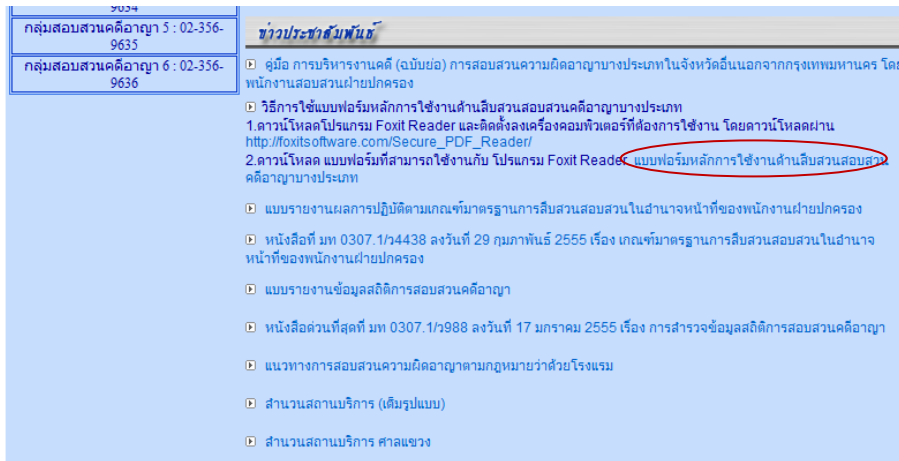 9634
กลุ่มสอบสวนคดีอาญา 5 : 02-356-
9635
กลุ่มสอบสวนคดีอาญา 6 : 02-356-
9636
ข่าวประชาสัมพันธ์
คู่มือ การบริหารงานคดี (ฉบับย่อ) การสอบสวนความผิดอาญาบางประเภทในจังหวัดอื่นนอกจากกรุงเทพมหานคร โดย
พนักงานสอบสวนฝ่ายปกครอง
วิธีการใช้แบบฟอร์มหลักการใช้งานด้านสืบสวนสอบสวนคดีอาญาบางประเภท
1.ดาวน์โหลดโปรแกรม Foxit Reader และติดตั้งลงเครื่องคอมพิวเตอร์ที่ต้องการใช้งาน โดยดาวน์โหลดผ่าน
http://foxitsoftware.com/Secure_PDF_Reader/
2.ดาวน์โหลด แบบฟอร์มที่สามารถใช้งานกับ โปรแกรม Foxit Reader แบบฟอร์มหลักการใช้งานด้านสืบสวนสอบสวน
คดีอาญาบางประเภท
แบบรายงานผลการปฏิบัติตามเกณฑ์มาตรฐานการสืบสวนสอบสวนในอำนาจหน้าที่ของพนักงานฝ่ายปกครอง
หนังสือที่ มท 0307.1/ว4438 ลงวันที่ 29 กุมภาพันธ์ 2555 เรื่อง เกณฑ์มาตรฐานการสืบสวนสอบสวนในอำนาจ
หน้าที่ของพนักงานฝ่ายปกครอง
แบบรายงานข้อมูลสถิติการสอบสวนคดีอาญา
หนังสือด่วนที่สุดที่ มท 0307.1/ว988 ลงวันที่ 17 มกราคม 2555 เรื่อง การสำรวจข้อมูลสถิติการสอบสวนคดีอาญา
แนวทางการสอบสวนความผิดอาญาตามกฎหมายว่าด้วยโรงแรม
สำนวนสถานบริการ (เต็มรูปแบบ)
สำนวนสถานบริการ ศาลแขวง